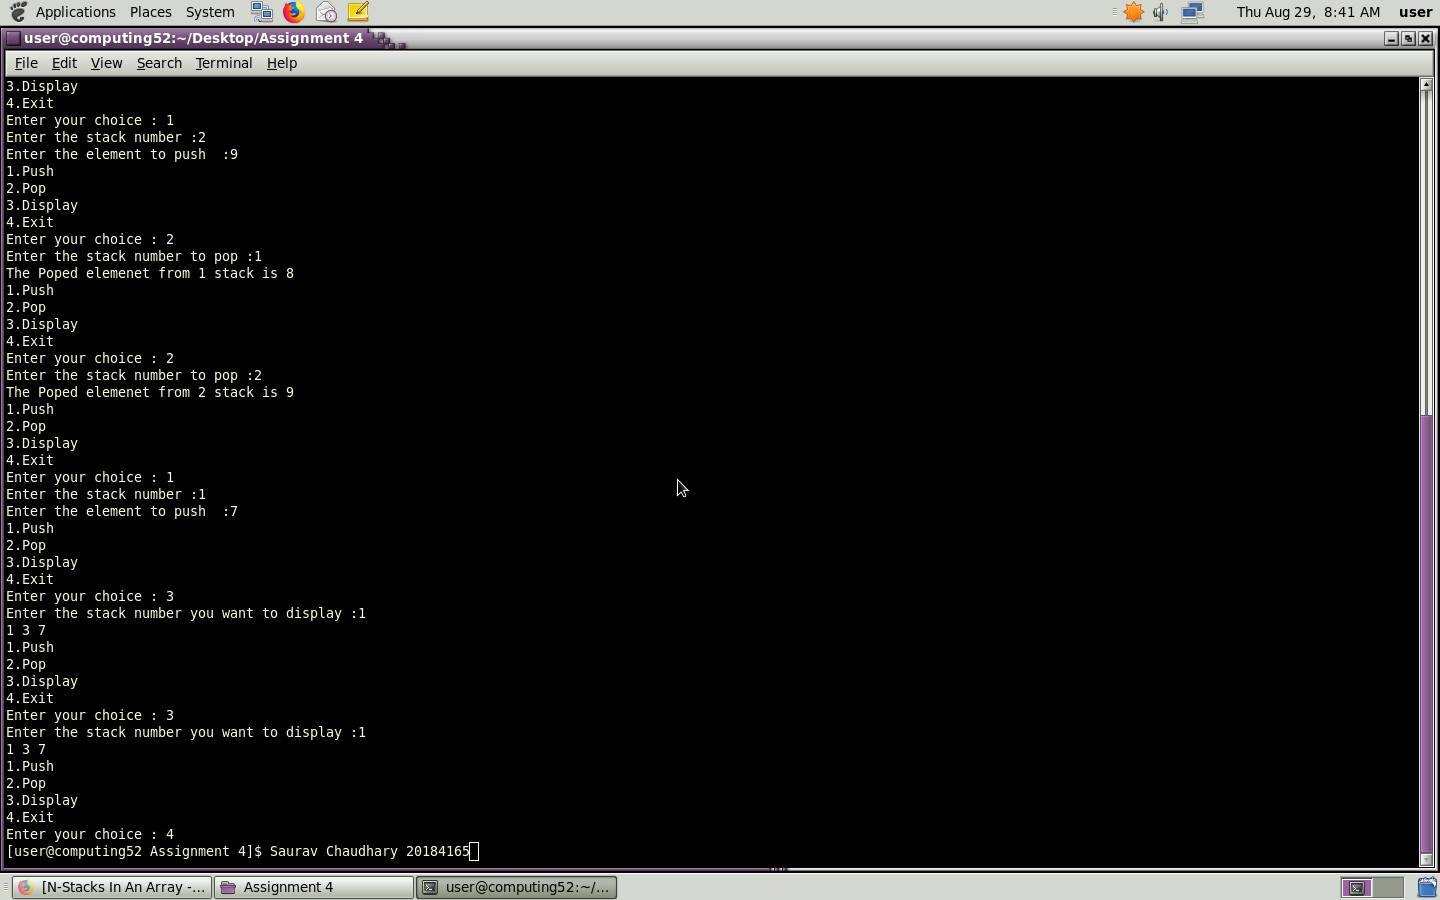 Applications Places System Thu Aug 29, 8:41 AM user
user@computing52:~/Desktop/Assignment 4
File Edit View Search Terminal Help
3.Display
4.Exit
Enter your choice : 1
Enter the stack number :2
Enter the element to push  :9
1.Push
2.Pop
3.Display
4.Exit
Enter your choice : 2
Enter the stack number to pop :1
The Poped elemenet from 1 stack is 8
1.Push
2.Pop
3.Display
4.Exit
Enter your choice : 2
Enter the stack number to pop :2
The Poped elemenet from 2 stack is 9
1.Push
2.Pop
3.Display
4.Exit
Enter your choice : 1
Enter the stack number :1
Enter the element to push  :7
1.Push
2.Pop
3.Display
4.Exit
Enter your choice : 3
Enter the stack number you want to display :1
1 3 7
1.Push
2.Pop
3.Display
4.Exit
Enter your choice : 3
Enter the stack number you want to display :1
1 3 7
1.Push
2.Pop
3.Display
4.Exit
Enter your choice : 4
[user@computing52 Assignment 4]$ Saurav Chaudhary 20184165
[N-Stacks In An Array -... Assignment 4 user@computing52:~/...